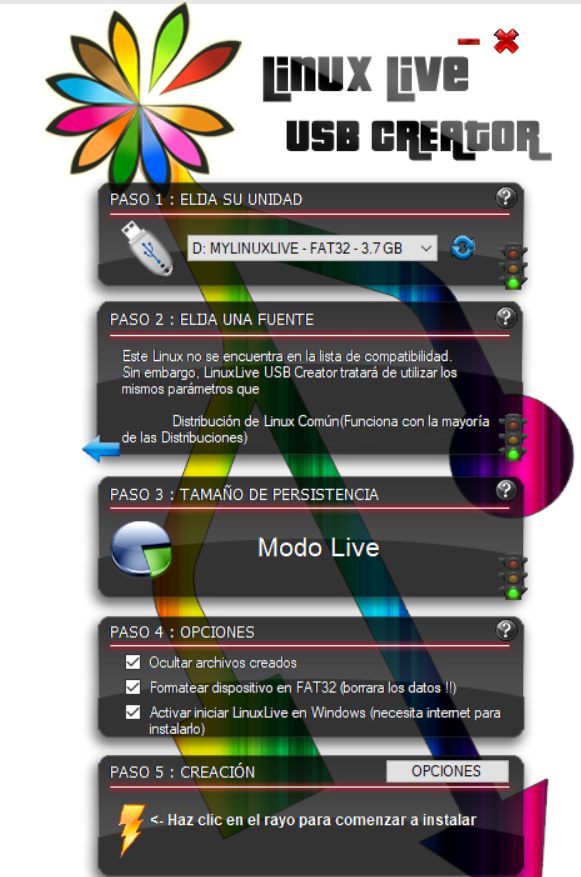 Linux Live
USB CREATOR
PASO 1 : ELIJA SU UNIDAD
?
D: MYLINUXLIVE - FAT32 - 3.7 GB
PASO 2 : ELIJA UNA FUENTE
?
Este Linux no se encuentra en la lista de compatibilidad.
Sin embargo, LinuxLive USB Creator tratará de utilizar los
mismos parámetros que
Distribución de Linux Común(Funciona con la mayoría
de las Distribuciones)
PASO 3 : TAMAÑO DE PERSISTENCIA
?
Modo Live
PASO 4 : OPCIONES
?
Ocultar archivos creados
Formatear dispositivo en FAT32 (borrara los datos !!)
Activar iniciar LinuxLive en Windows (necesita internet para
instalarlo)
PASO 5 : CREACIÓN
OPCIONES
<- Haz clic en el rayo para comenzar a instalar